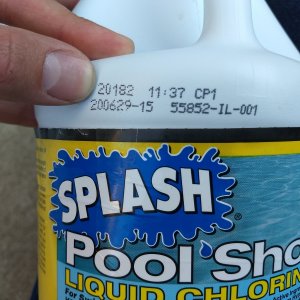 20182 11:37 CP1
200629-15 55852-IL-001
SPLASH®
Pool Sho
LIQUID CHLORIN